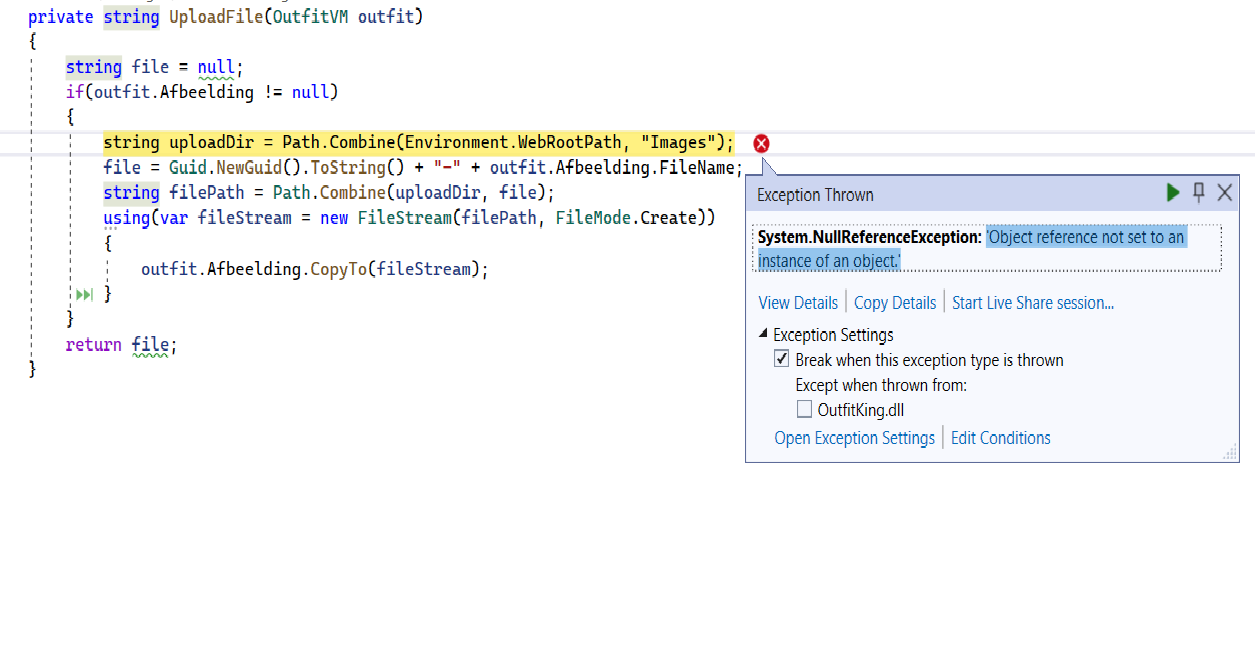 private string UploadFile(OutfitVM outfit)
{
string file = null;
if(outfit.Afbeelding != null)
{
string uploadDir = Path.Combine(Environment.WebRootPath, "Images");
file = Guid.NewGuid().ToString() + "-" + outfit.Afbeelding.FileName;
string filePath = Path.Combine(uploadDir, file);
using(var fileStream = new FileStream(filePath, FileMode.Create))
{
outfit.Afbeelding.CopyTo(fileStream);
}
}
return file;
}
Exception Thrown
System.NullReferenceException: 'Object reference not set to an
instance of an object.'
View Details | Copy Details | Start Live Share session...
Exception Settings
Break when this exception type is thrown
Except when thrown from:
OutfitKing.dll
Open Exception Settings | Edit Conditions